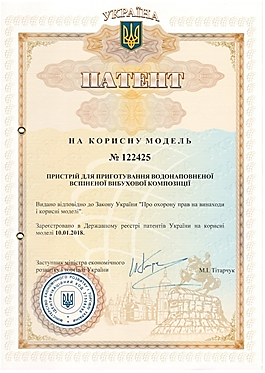 УКРАЇНА
ПАТЕНТ
НА КОРИСНУ МОДЕЛЬ
№ 122425
ПРИСТРІЙ ДЛЯ ПРИГОТУВАННЯ ВОДОНАПОВНЕНОЇ
ВСПІНЕНОЇ ВИБУХОВОЇ КОМПОЗИЦІЇ
Видано відповідно до Закону України "Про охорону прав на винаходи
і корисні моделі".
Зареєстровано в Державному реєстрі патентів України на корисні
моделі 10.01.2018.
Заступник міністра економічного
розвитку і торгівлі України
М.І. Тітарчук